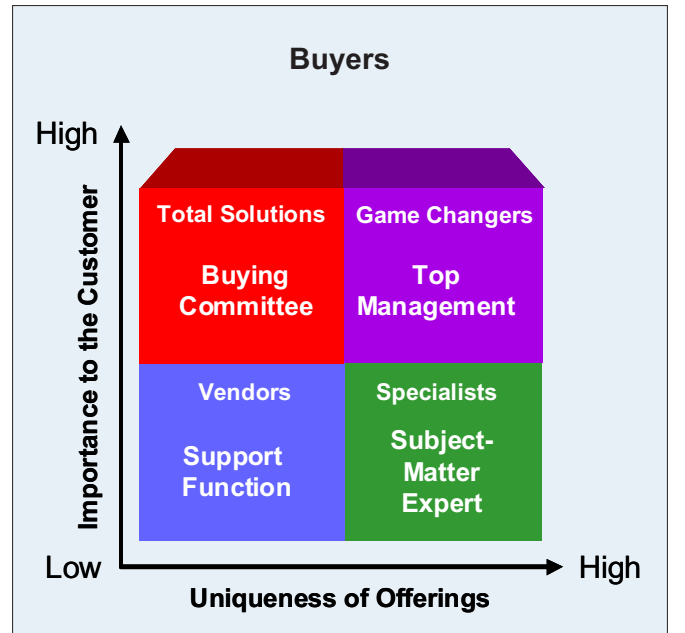 Buyers
High
Importance to the Customer
Total Solutions
Buying
Committee
Game Changers
Top
Management
Vendors
Support
Function
Specialists
Subject-
Matter
Expert
Low
High
Uniqueness of Offerings